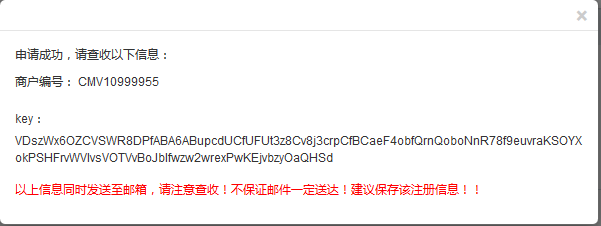 申请成功，请查收以下信息：
商户编号： CMV10999955
key：
VDszWx6OZCVSWR8DPfABA6ABupcdUCfUFUt3z8Cv8j3crpCfBCaeF4obfQrnQoboNnR78f9euvraKSOYX
okPSHFrvWVlvsVOTVvBoJblfwzw2wrexPwKEjvbzyOaQHSd
以上信息同时发送至邮箱，请注意查收！不保证邮件一定送达！建议保存该注册信息！！